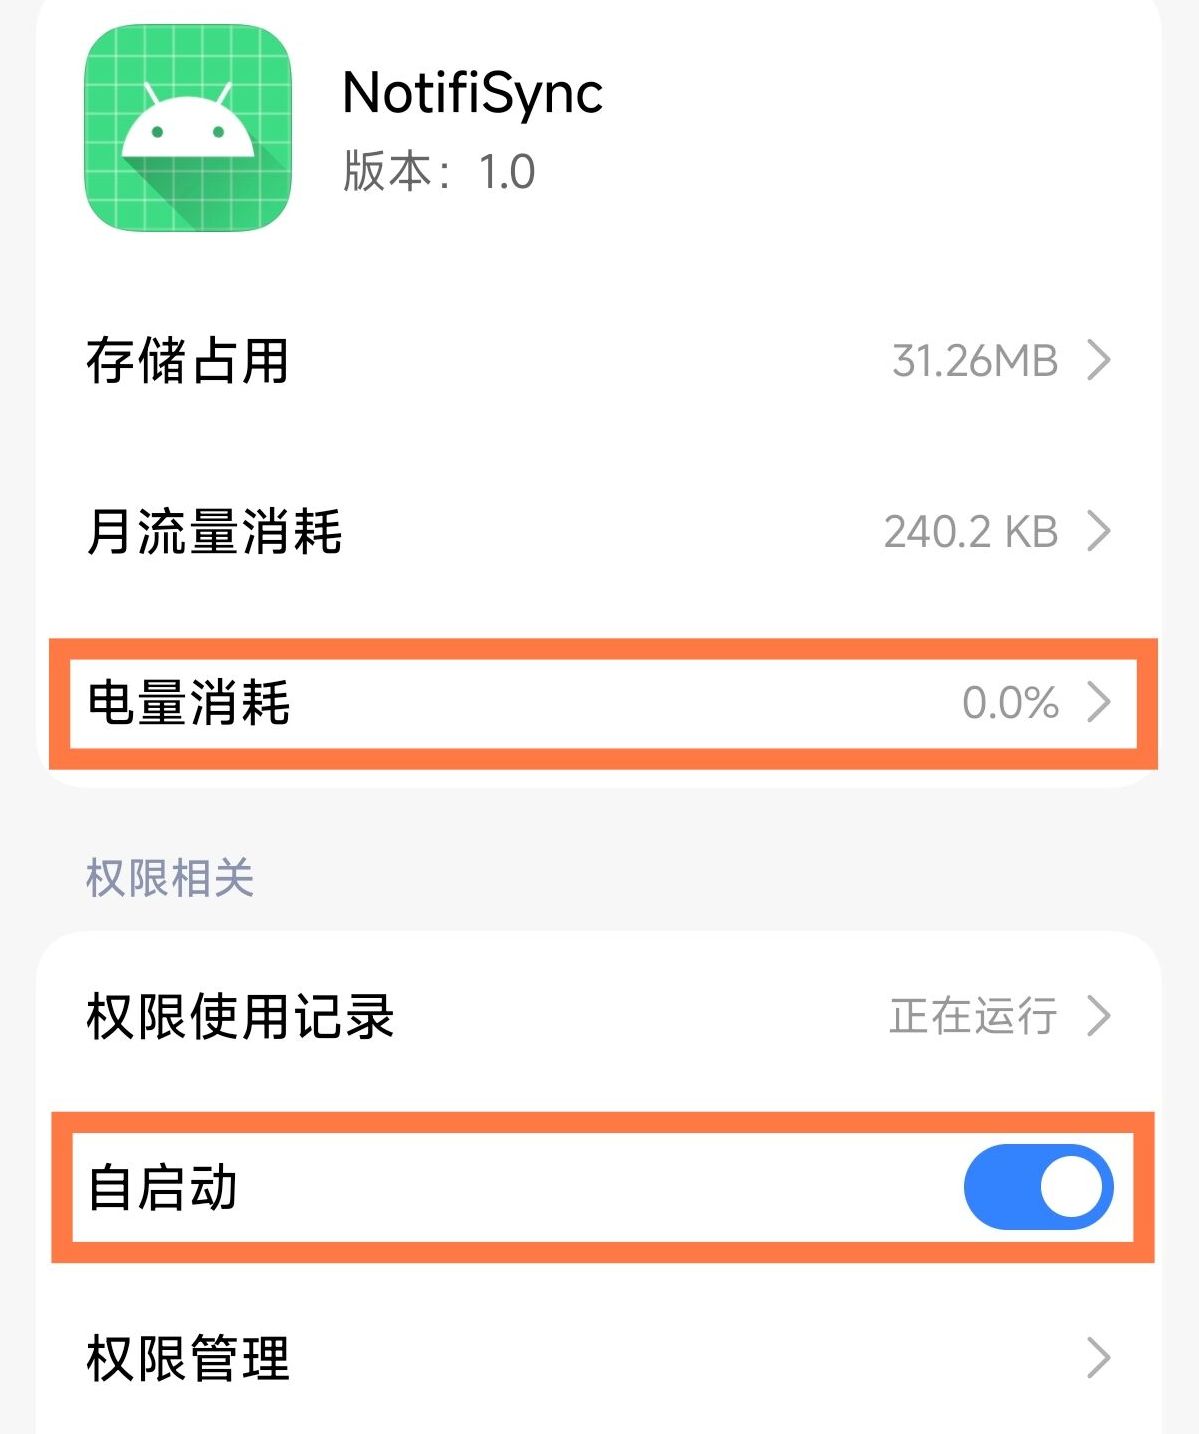 NotifiSync
版本：1.0
存储占用 31.26MB
月流量消耗 240.2 KB
电量消耗 0.0%
权限相关
权限使用记录 正在运行
自启动
权限管理